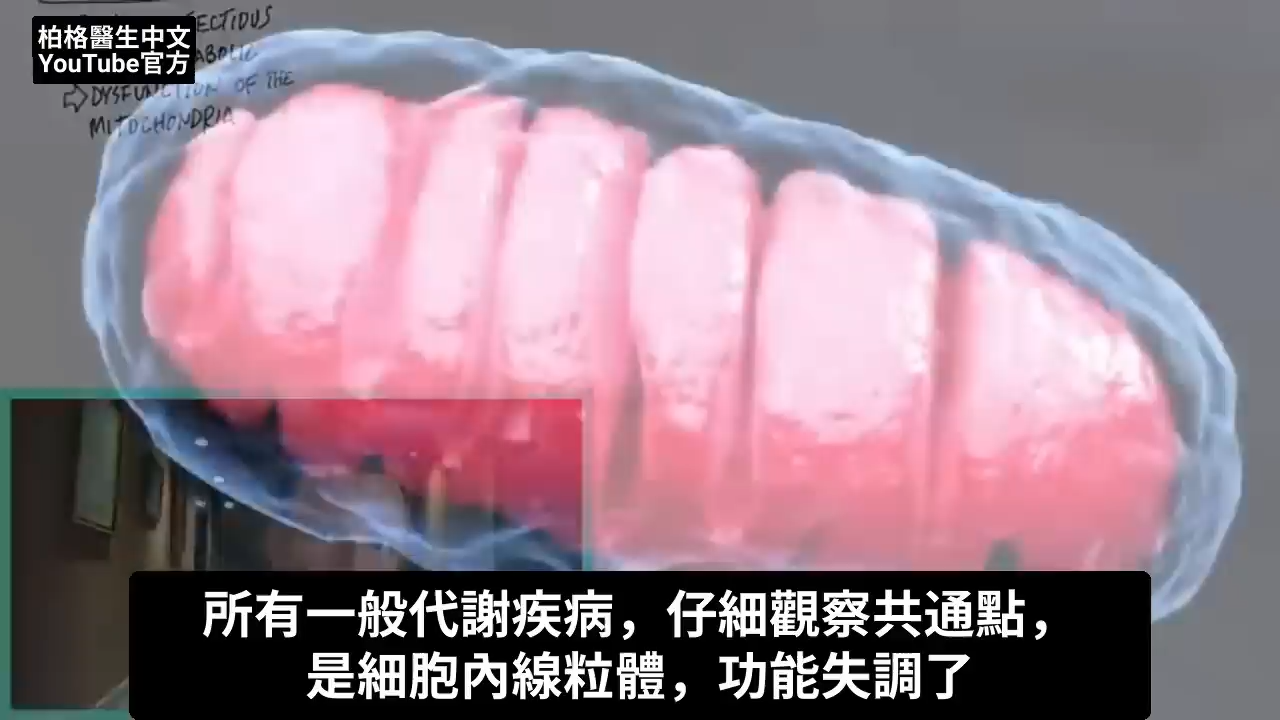 柏格醫生中文
YouTube官方
DYSFUNCTION OF THE
MITOCHONDRIA
所有一般代謝疾病，仔細觀察共通點，
是細胞內線粒體，功能失調了